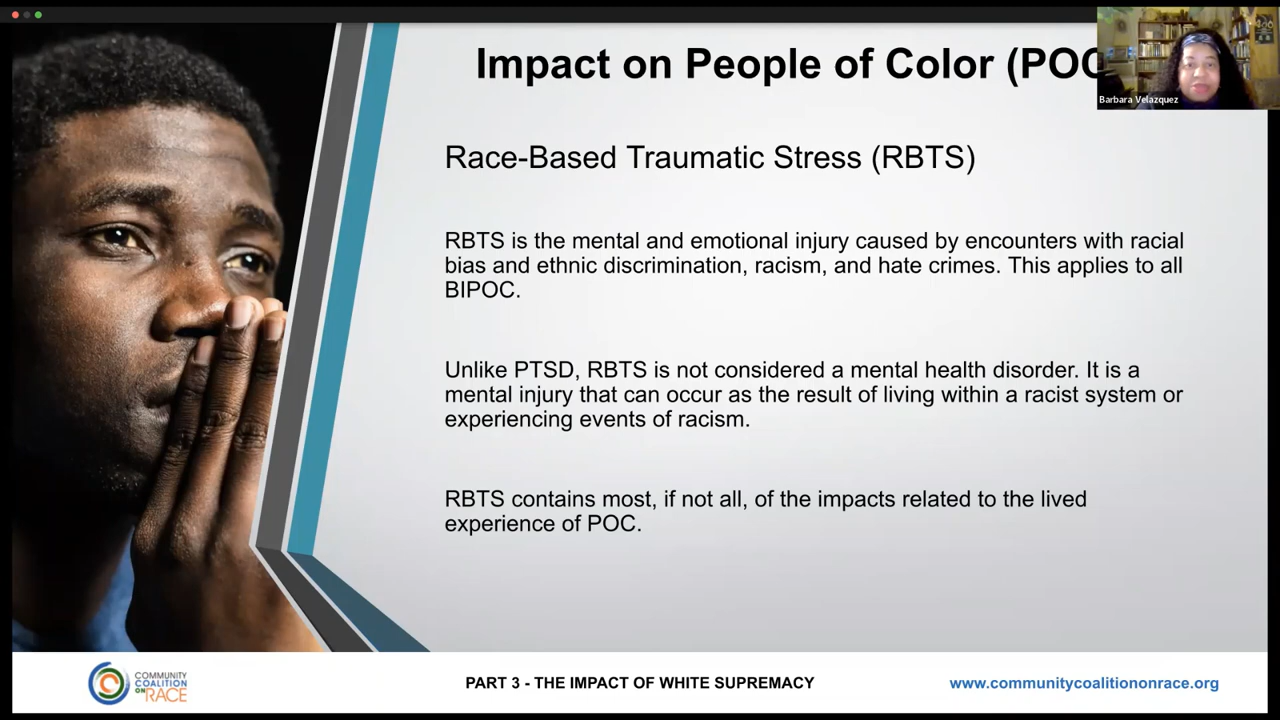 Impact on People of Color (POC
Barbara Velazquez
Race-Based Traumatic Stress (RBTS)
RBTS is the mental and emotional injury caused by encounters with racial
bias and ethnic discrimination, racism, and hate crimes. This applies to all
BIPOC.
Unlike PTSD, RBTS is not considered a mental health disorder. It is a
mental injury that can occur as the result of living within a racist system or
experiencing events of racism.
RBTS contains most, if not all, of the impacts related to the lived
experience of POC.
COMMUNITY
COALITION
ON RACE
PART 3 - THE IMPACT OF WHITE SUPREMACY
www.communitycoalitiononrace.org